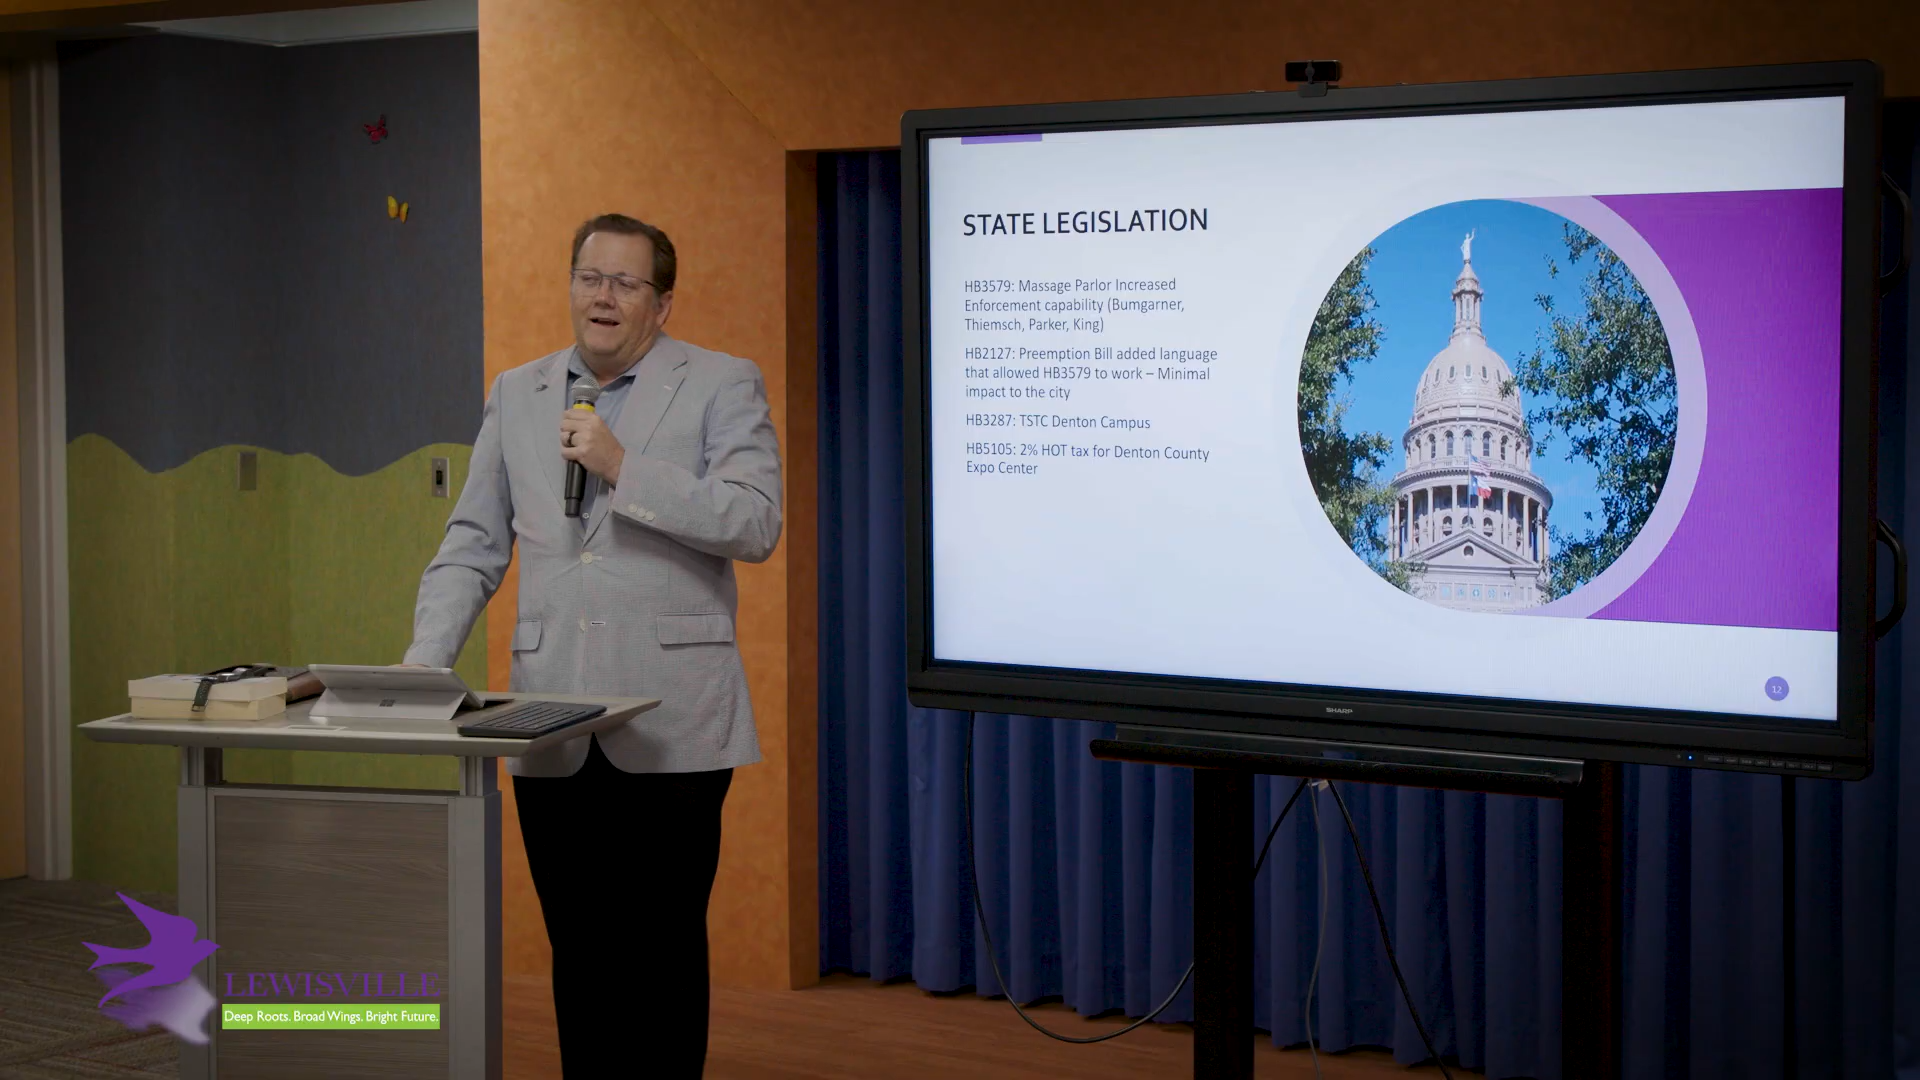 STATE LEGISLATION
HB3579: Massage Parlor Increased
Enforcement capability (Bumgarner,
Thiemsch, Parker, King)
HB2127: Preemption Bill added language
that allowed HB3579 to work – Minimal
impact to the city
HB3287: TSTC Denton Campus
HB5105: 2% HOT tax for Denton County
Expo Center
12
SHARP
LEWISVILLE
Deep Roots. Broad Wings. Bright Future.